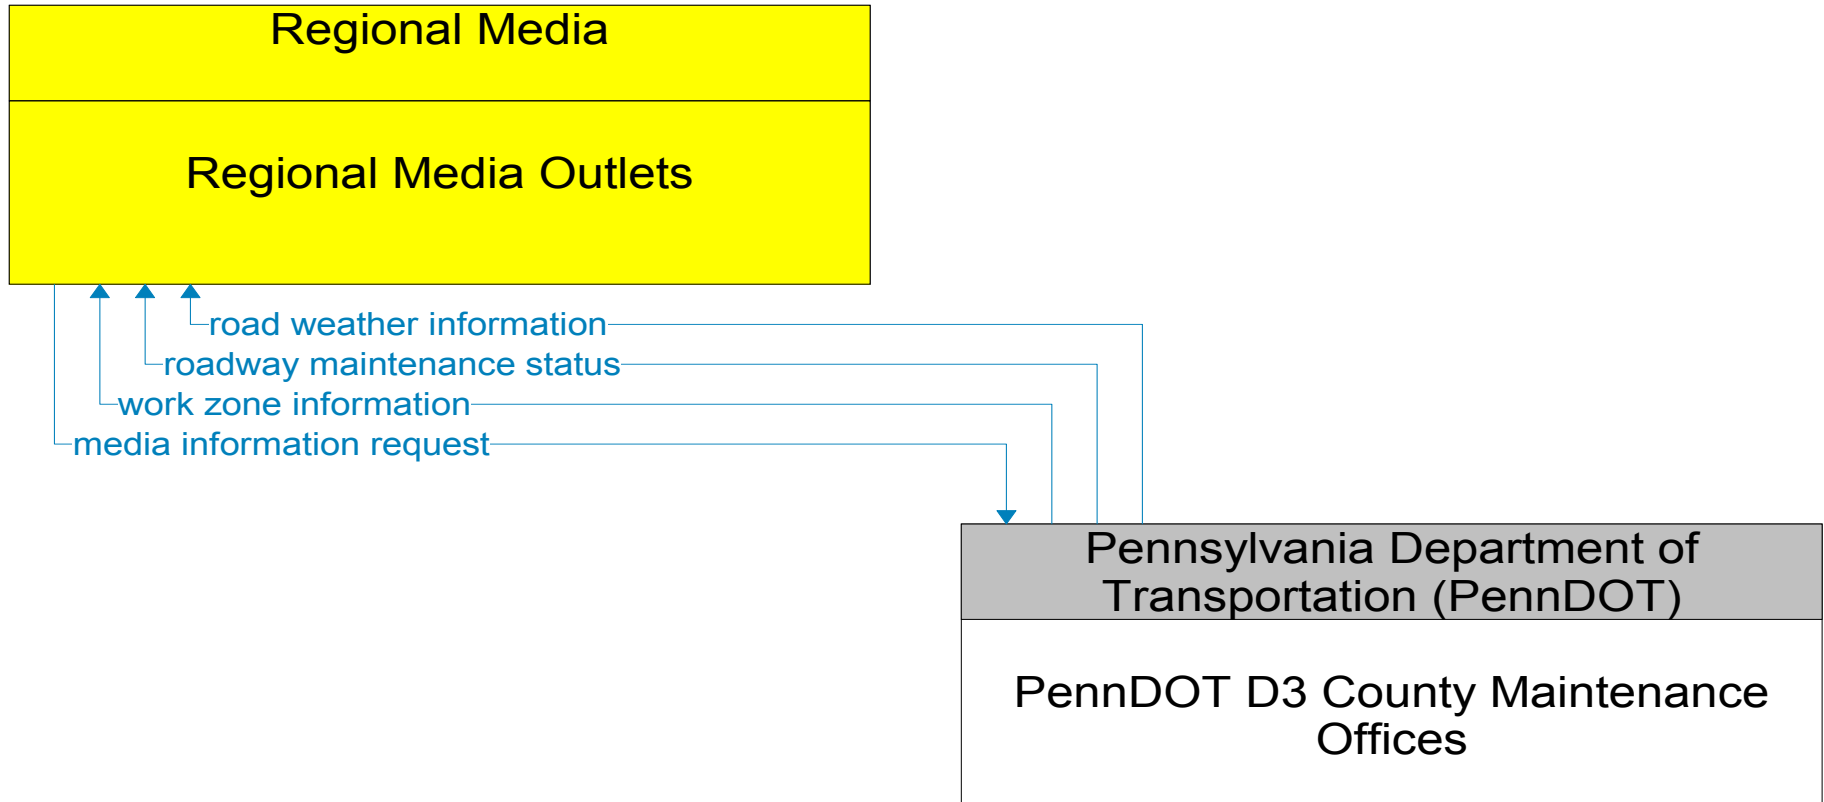 Regional Media
Regional Media Outlets
road weather information
roadway maintenance status
work zone information
media information request
Pennsylvania Department of
Transportation (PennDOT)
PennDOT D3 County Maintenance
Offices